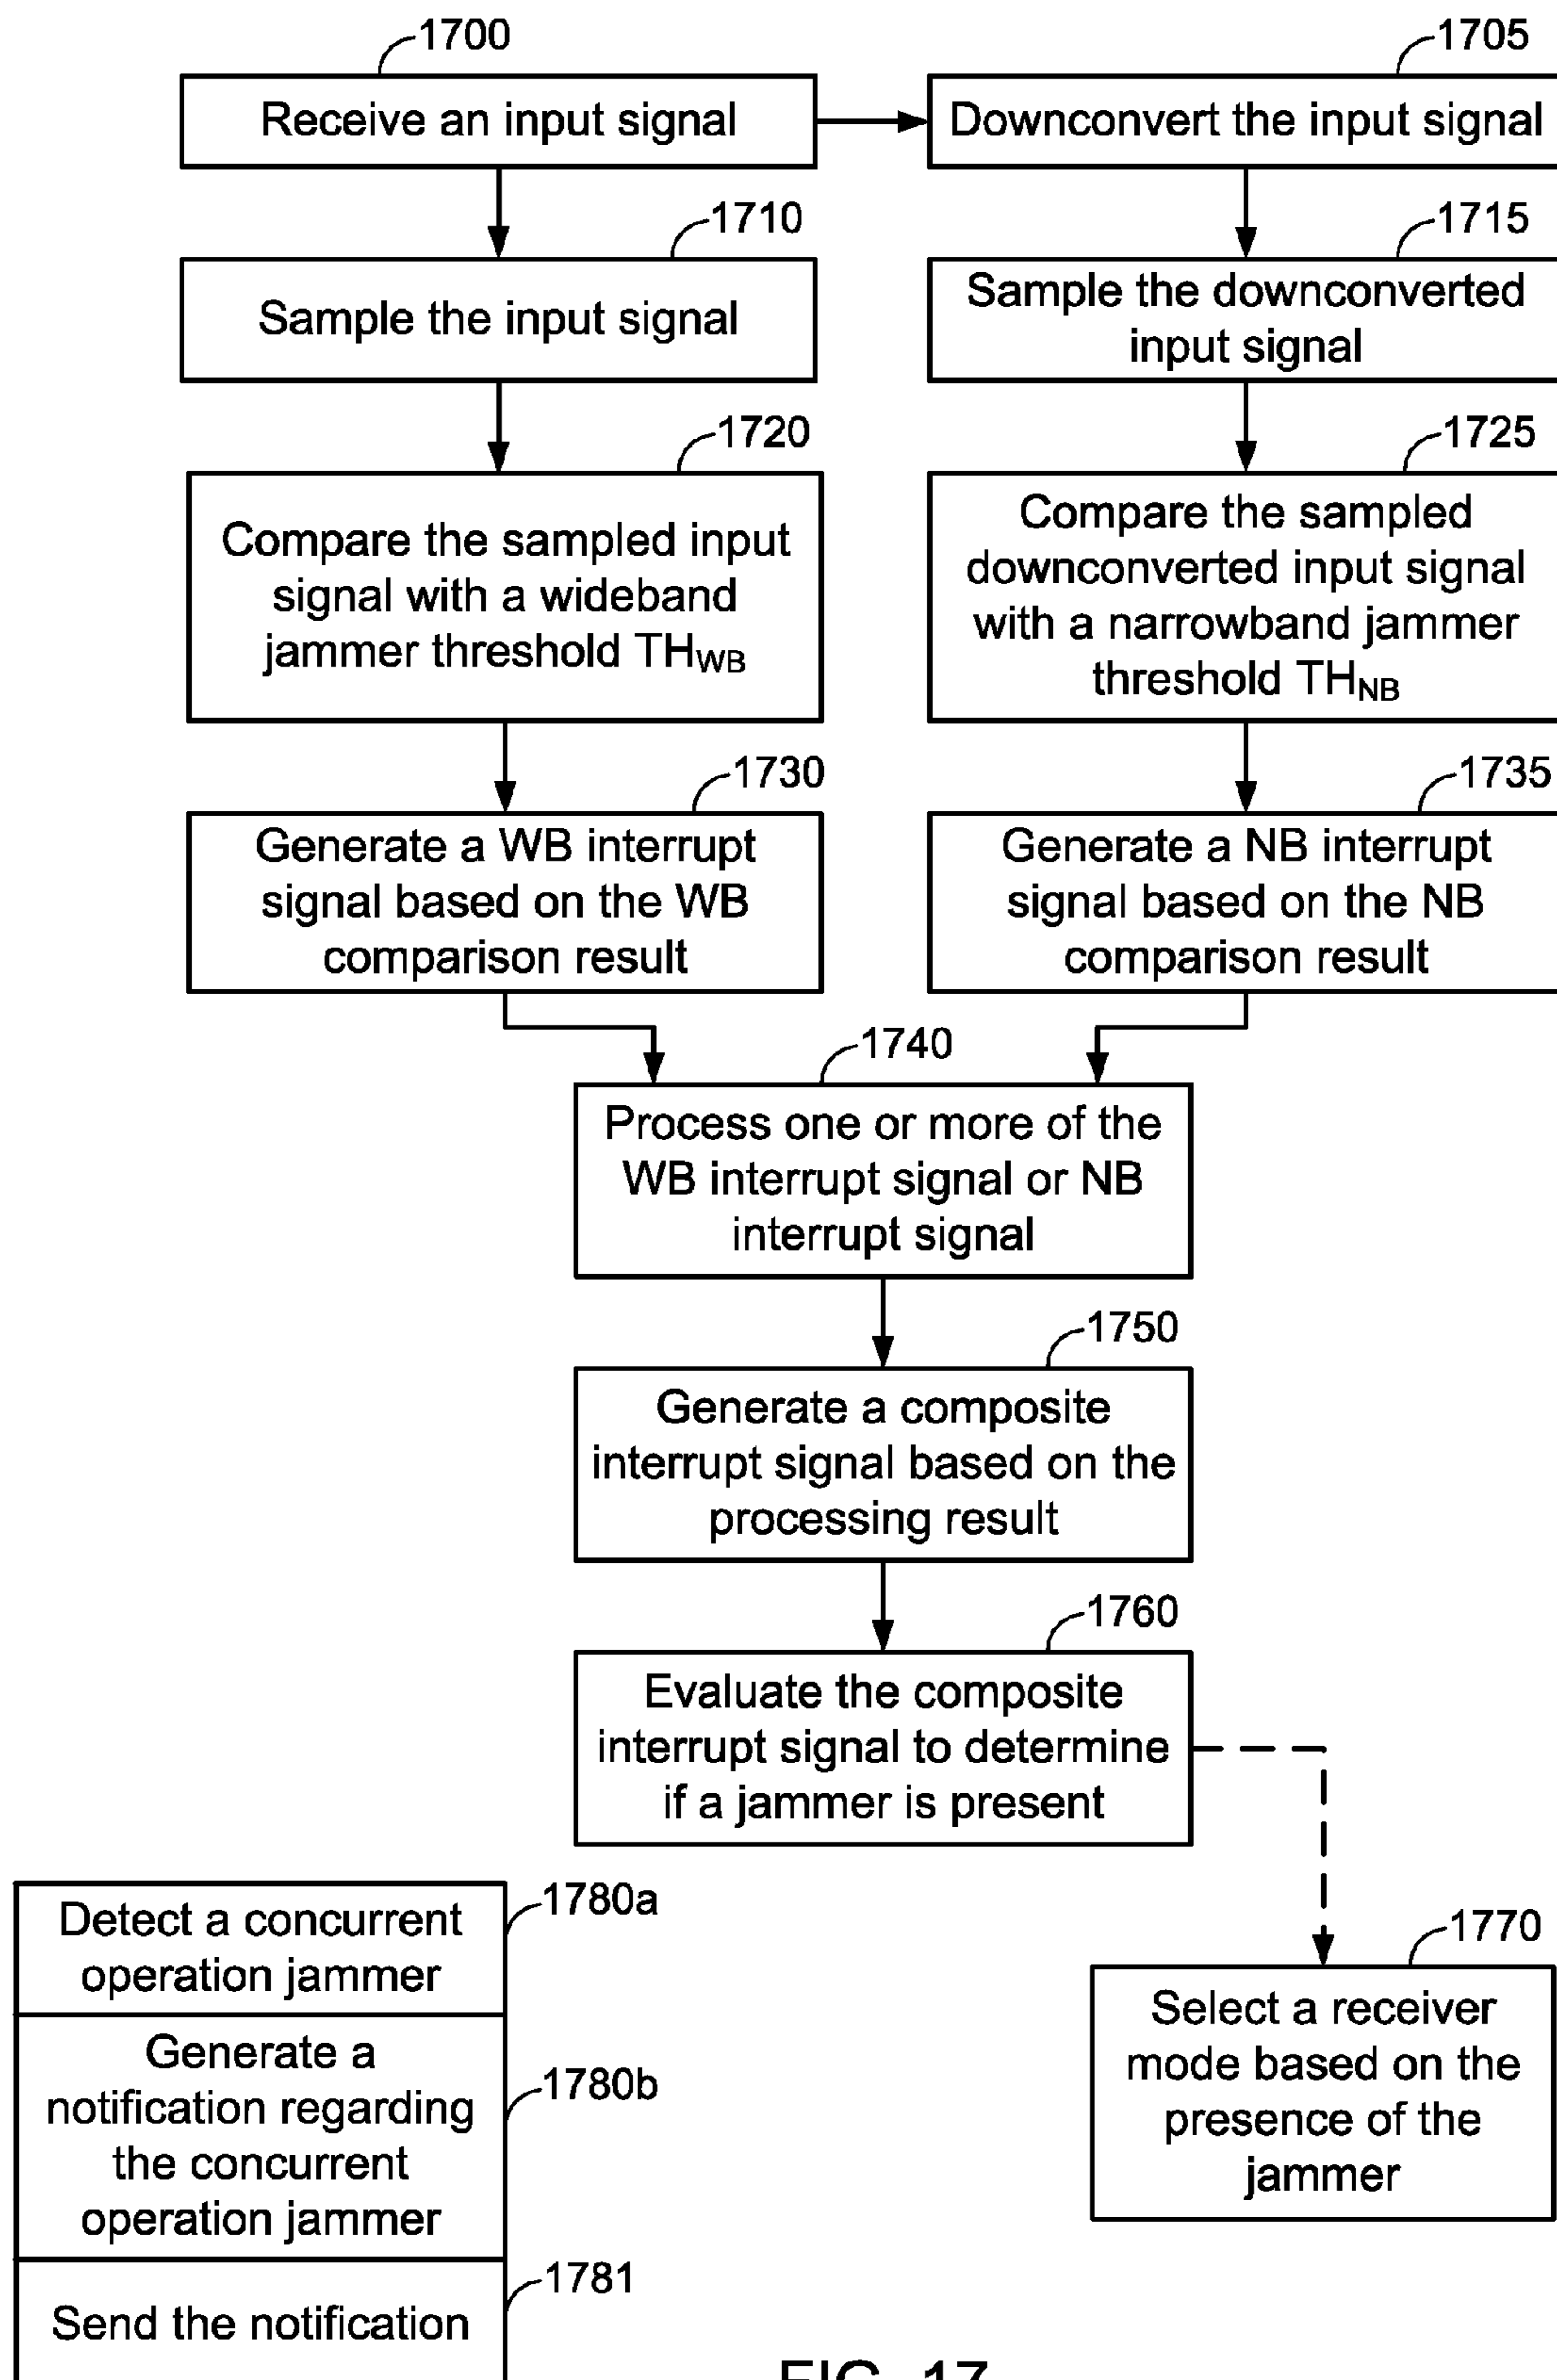 1700
Receive an input signal
1705
Downconvert the input signal
1710
Sample the input signal
1715
Sample the downconverted
input signal
1720
Compare the sampled input
signal with a wideband
jammer threshold THWB
1725
Compare the sampled
downconverted input signal
with a narrowband jammer
threshold THNB
1730
Generate a WB interrupt
signal based on the WB
comparison result
1735
Generate a NB interrupt
signal based on the NB
comparison result
1740
Process one or more of the
WB interrupt signal or NB
interrupt signal
1750
Generate a composite
interrupt signal based on the
processing result
1760
Evaluate the composite
interrupt signal to determine
if a jammer is present
1770
Select a receiver
mode based on the
presence of the
jammer
1780a
Detect a concurrent
operation jammer
1780b
Generate a
notification regarding
the concurrent
operation jammer
1781
Send the notification
FIG. 17